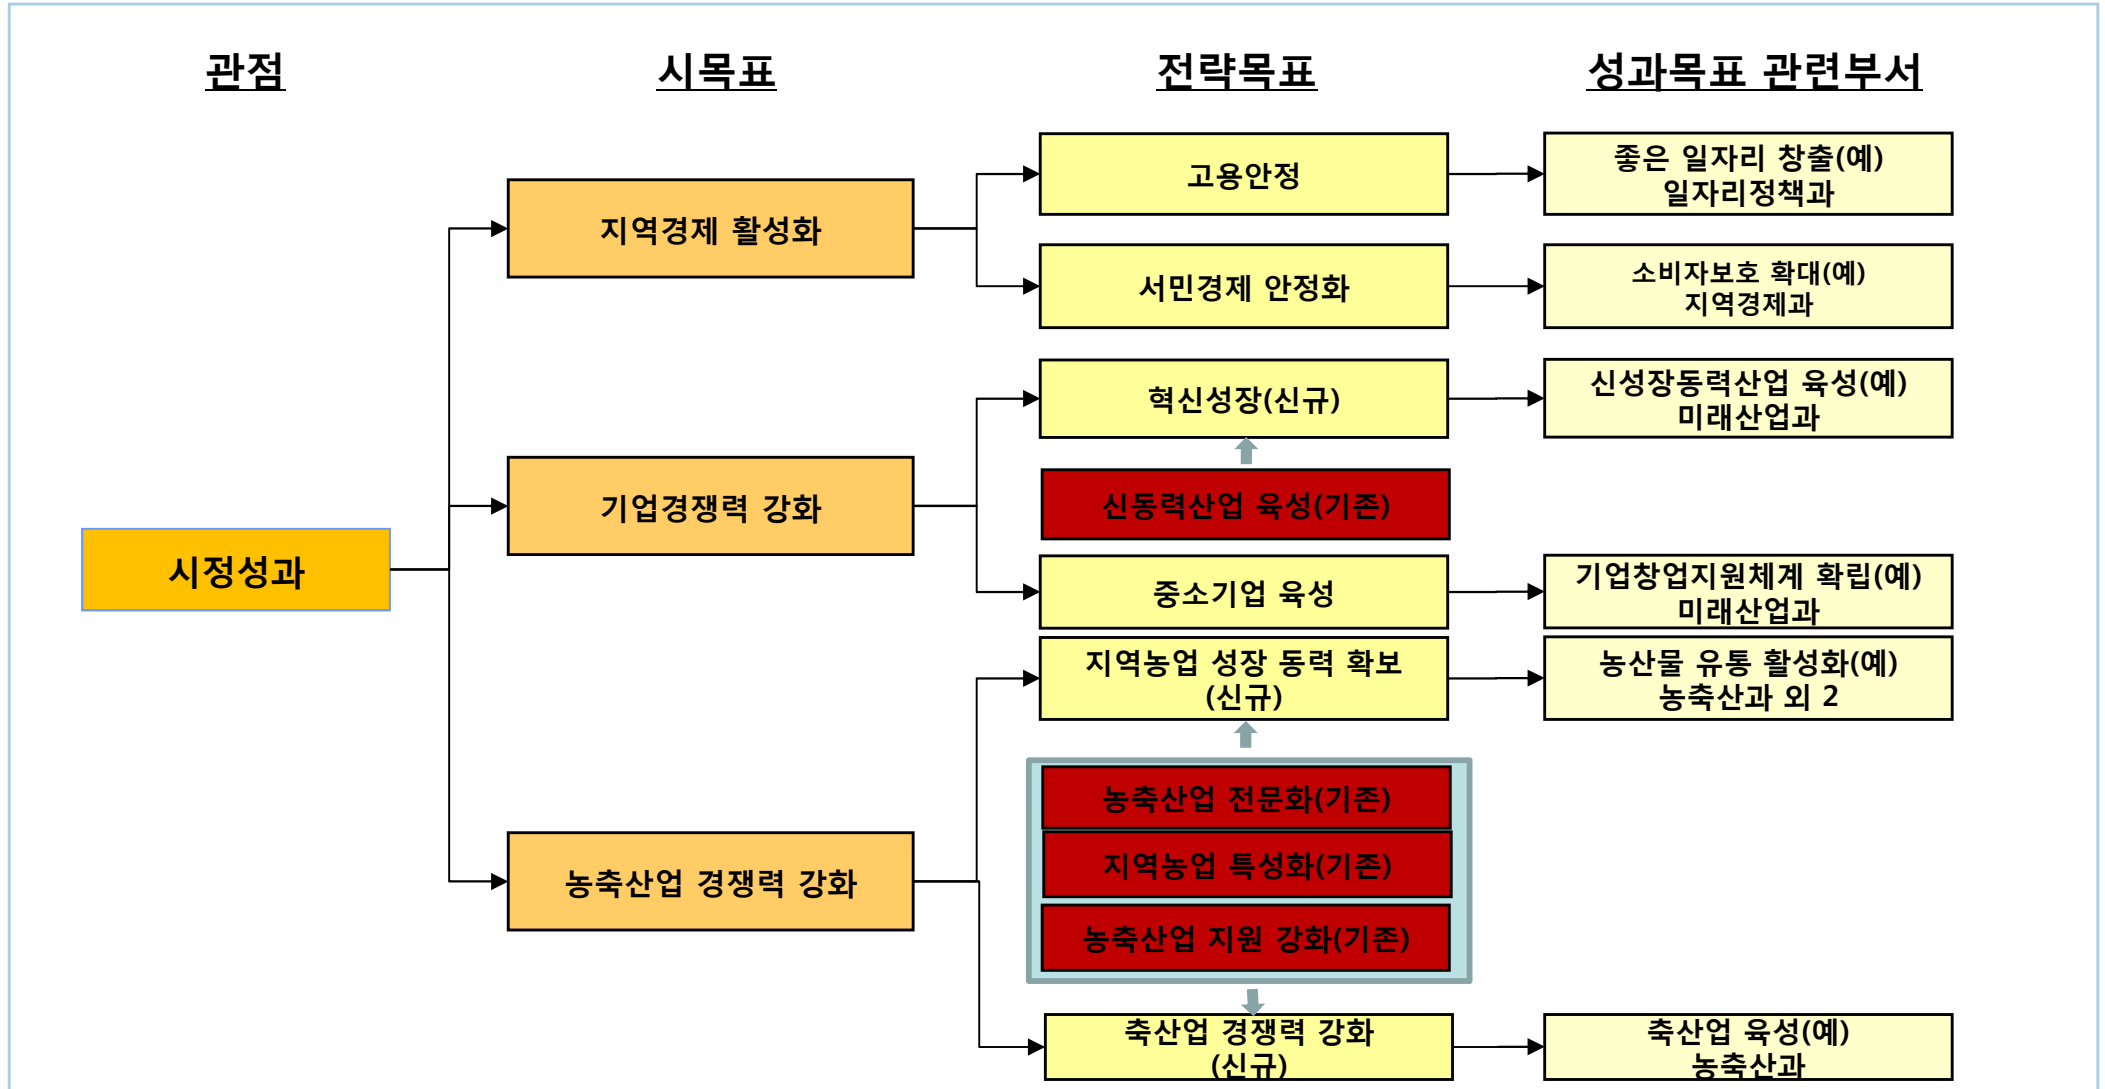 관점
시목표
전략목표
성과목표 관련부서
시정성과
지역경제 활성화
고용안정
좋은 일자리 창출(예)
일자리정책과
서민경제 안정화
소비자보호 확대(예)
지역경제과
기업경쟁력 강화
혁신성장(신규)
신성장동력산업 육성(예)
미래산업과
신동력산업 육성(기존)
중소기업 육성
기업창업지원체계 확립(예)
미래산업과
농축산업 경쟁력 강화
지역농업 성장 동력 확보
(신규)
농산물 유통 활성화(예)
농축산과 외 2
농축산업 전문화(기존)
지역농업 특성화(기존)
농축산업 지원 강화(기존)
축산업 경쟁력 강화
(신규)
축산업 육성(예)
농축산과